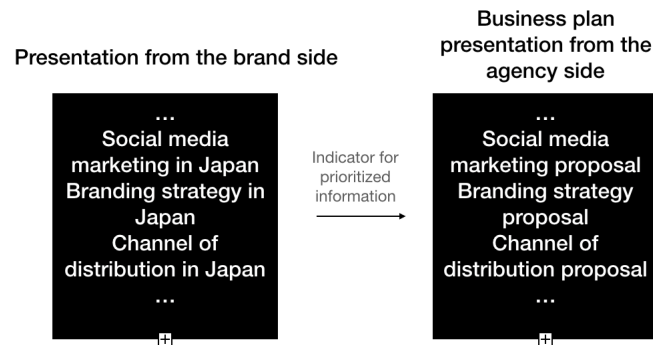 Presentation from the brand side
...
Social media
marketing in Japan
Branding strategy in
Japan
Channel of
distribution in Japan
...
Indicator for
prioritized
information
Business plan
presentation from the
agency side
...
Social media
marketing proposal
Branding strategy
proposal
Channel of
distribution proposal
...